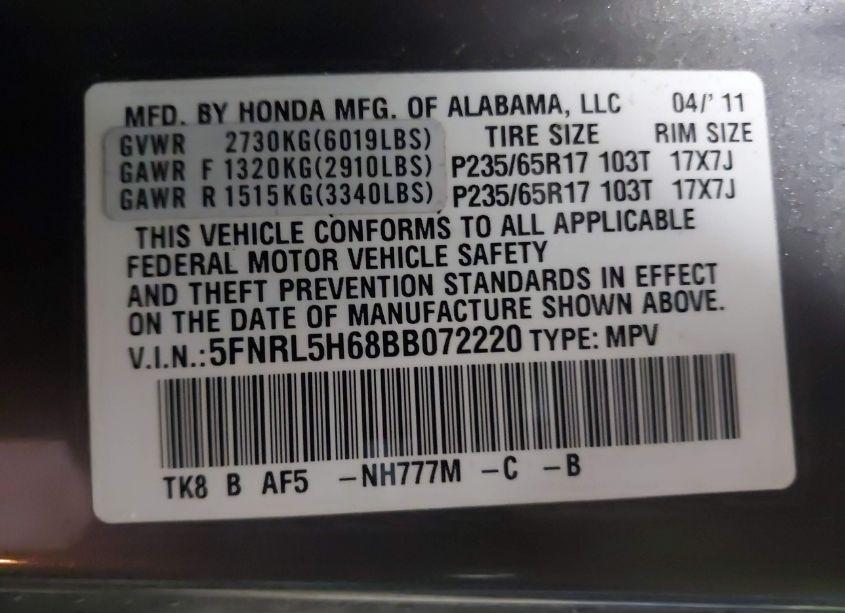 MFD. BY HONDA MFG. OF ALABAMA, LLC 04/'11
GVWR 2730KG(6019LBS) TIRE SIZE RIM SIZE
GAWR F 1320KG(2910LBS) P235/65R17 103T 17X7J
GAWR R 1515KG(3340LBS) P235/65R17 103T 17X7J
THIS VEHICLE CONFORMS TO ALL APPLICABLE
FEDERAL MOTOR VEHICLE SAFETY
AND THEFT PREVENTION STANDARDS IN EFFECT
ON THE DATE OF MANUFACTURE SHOWN ABOVE.
V.I.N.: 5FNRL5H68BB072220 TYPE: MPV
TK8 B AF5 -NH777M -C -B